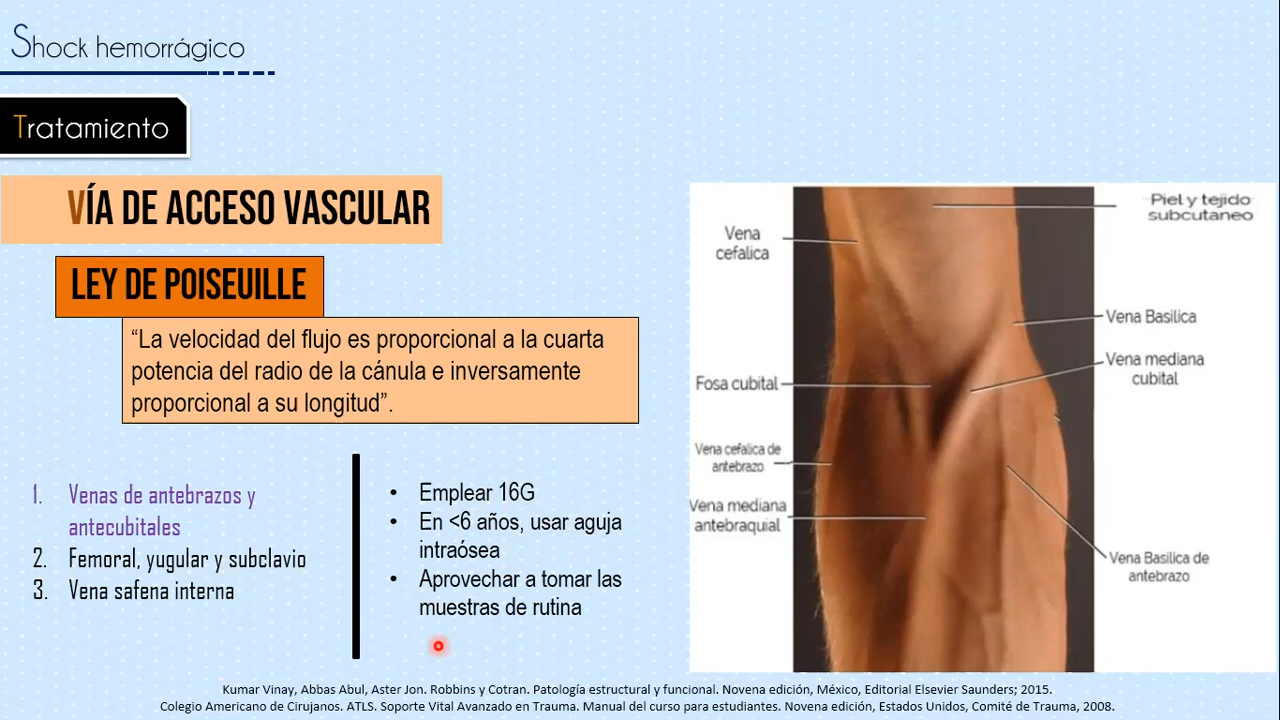 Shock hemorrágico
Tratamiento
VÍA DE ACCESO VASCULAR
LEY DE POISEUILLE
“La velocidad del flujo es proporcional a la cuarta
potencia del radio de la cánula e inversamente
proporcional a su longitud”.
1. Venas de antebrazos y
antecubitales
2. Femoral, yugular y subclavio
3. Vena safena interna
• Emplear 16G
• En <6 años, usar aguja
intraósea
• Aprovechar a tomar las
muestras de rutina
Piel y tejido
subcutaneo
Vena
cefalica
Vena Basilica
Vena mediana
cubital
Fosa cubital
Vena cefalica de
antebrazo
Vena mediana
antebraquial
Vena Basilica de
antebrazo
Kumar Vinay, Abbas Abul, Aster Jon. Robbins y Cotran. Patología estructural y funcional. Novena edición, México, Editorial Elsevier Saunders; 2015.
Colegio Americano de Cirujanos. ATLS. Soporte Vital Avanzado en Trauma. Manual del curso para estudiantes. Novena edición, Estados Unidos, Comité de Trauma, 2008.